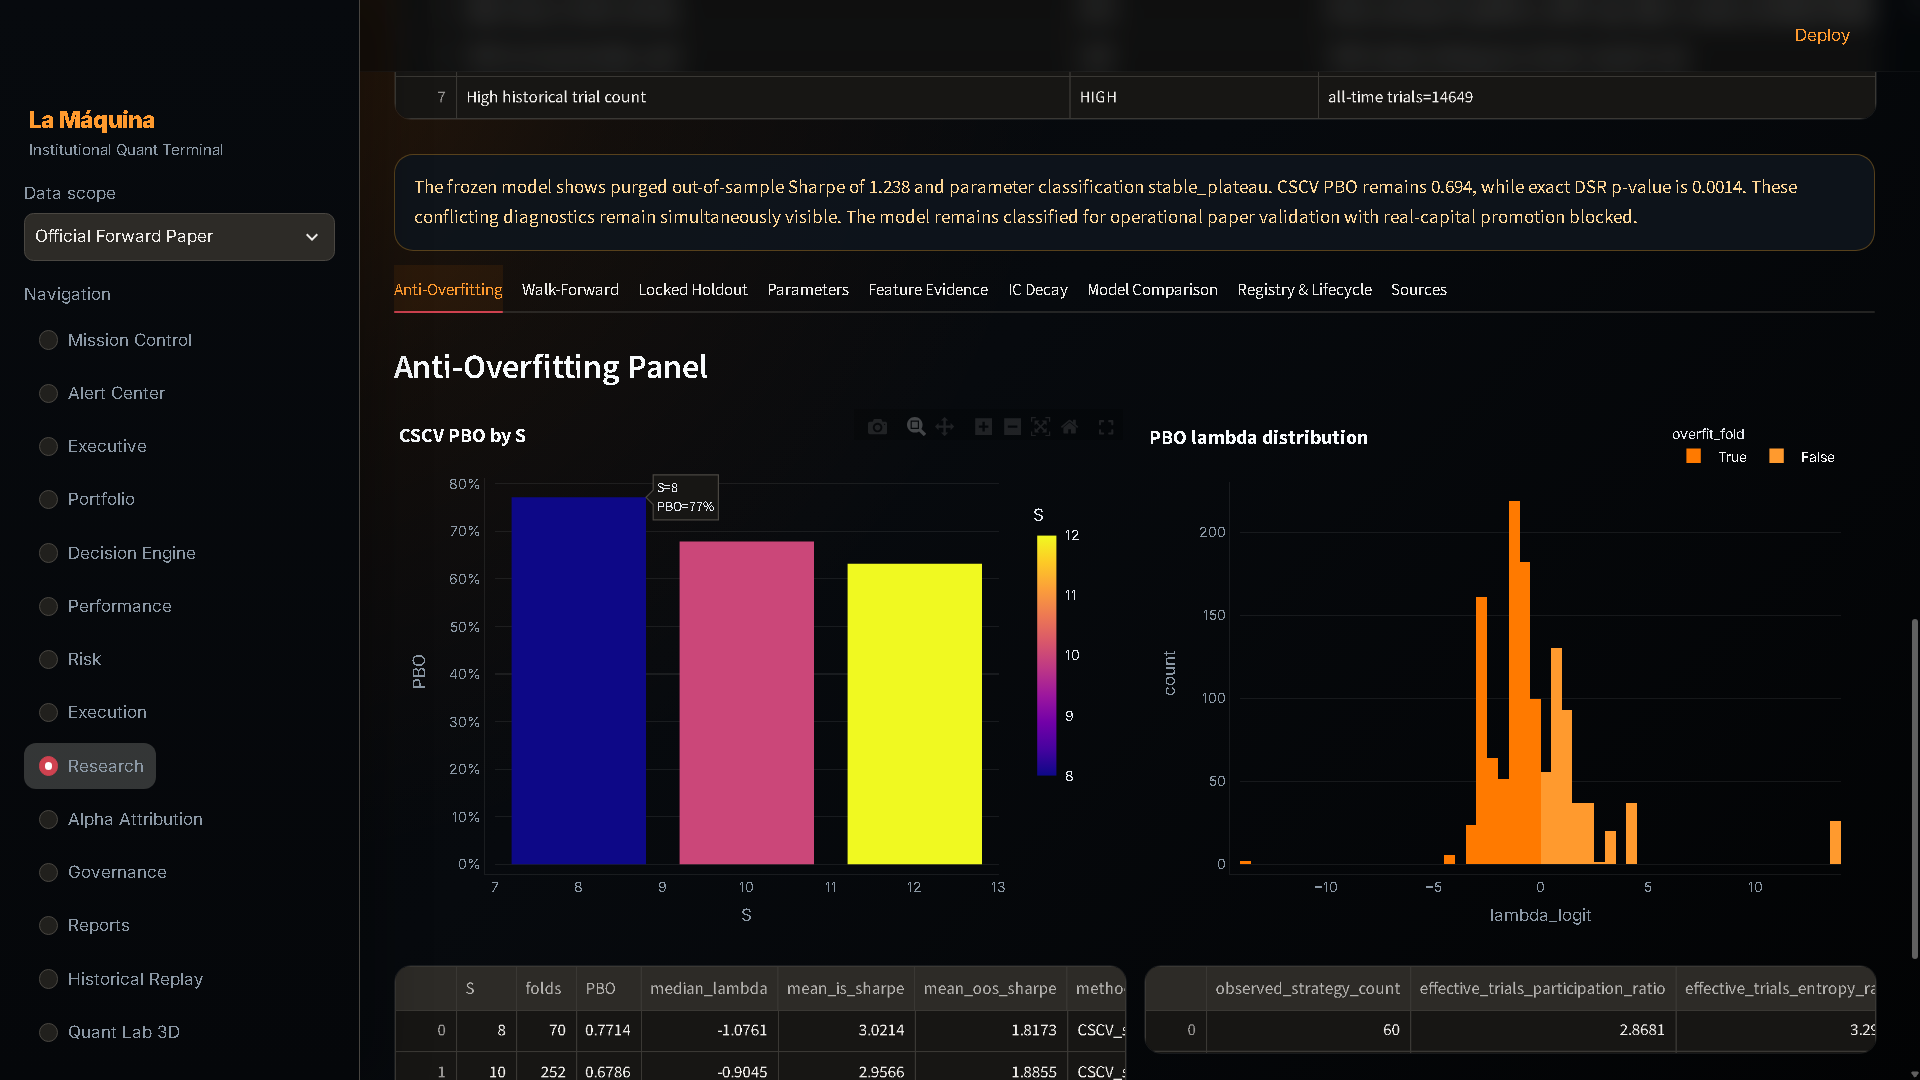 Deploy
La Máquina
Institutional Quant Terminal
Data scope
Official Forward Paper
Navigation
Mission Control
Alert Center
Executive
Portfolio
Decision Engine
Performance
Risk
Execution
Research
Alpha Attribution
Governance
Reports
Historical Replay
Quant Lab 3D
7 High historical trial count HIGH all-time trials=14649
The frozen model shows purged out-of-sample Sharpe of 1.238 and parameter classification stable_plateau. CSCV PBO remains 0.694, while exact DSR p-value is 0.0014. These
conflicting diagnostics remain simultaneously visible. The model remains classified for operational paper validation with real-capital promotion blocked.
Anti-Overfitting Walk-Forward Locked Holdout Parameters Feature Evidence IC Decay Model Comparison Registry & Lifecycle Sources
Anti-Overfitting Panel
CSCV PBO by S
80%
70%
60%
50%
40%
30%
20%
10%
0%
PBO
S=8
PBO=77%
7 8 9 10 11 12 13
S
S
12
11
10
9
8
PBO lambda distribution
overfit_fold
True False
200
150
100
50
0
count
−10 −5 0 5 10
lambda_logit
S folds PBO median_lambda mean_is_sharpe mean_oos_sharpe metho
0 8 70 0.7714 -1.0761 3.0214 1.8173 CSCV_s
1 10 252 0.6786 -0.9045 2.9566 1.8855 CSCV_s
observed_strategy_count effective_trials_participation_ratio effective_trials_entropy_ra
0 60 2.8681 3.29